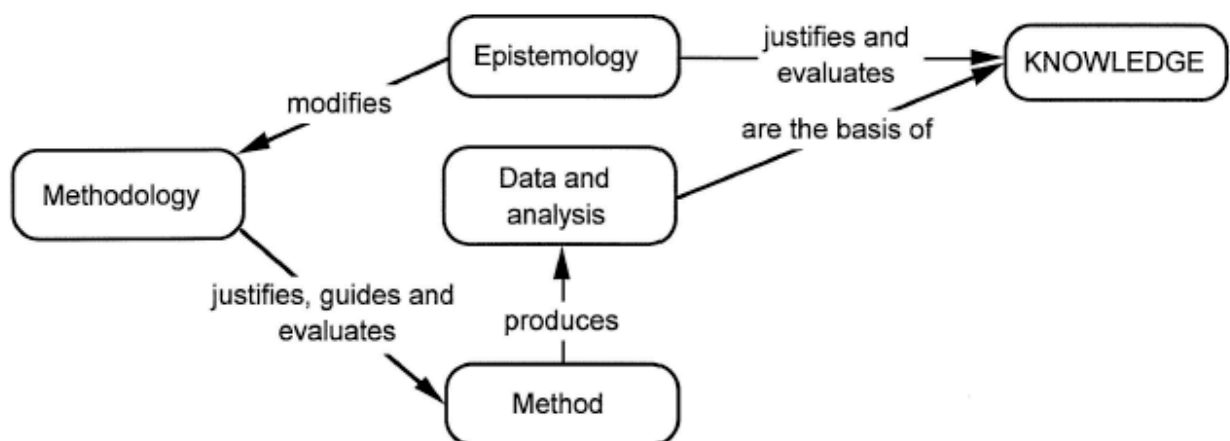 Epistemology
justifies and
evaluates
KNOWLEDGE
modifies
are the basis of
Methodology
Data and
analysis
justifies, guides and
evaluates
produces
Method